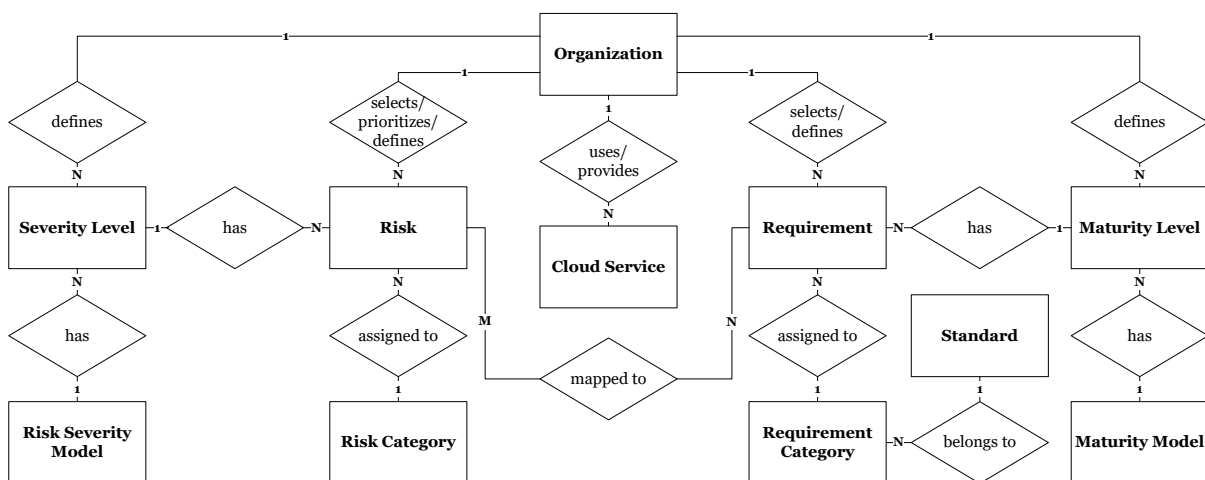 1
1
Organization
1
1
defines
selects/
prioritizes/
defines
1
selects/
defines
defines
uses/
provides
N
N
N
N
Severity Level
1
has
N
Risk
N
Requirement
N
has
1
Maturity Level
Cloud Service
N
N
N
N
has
assigned to
M
N
assigned to
Standard
has
mapped to
1
1
1
1
1
Risk Severity
Model
Risk Category
Requirement
Category
N
belongs to
Maturity Model